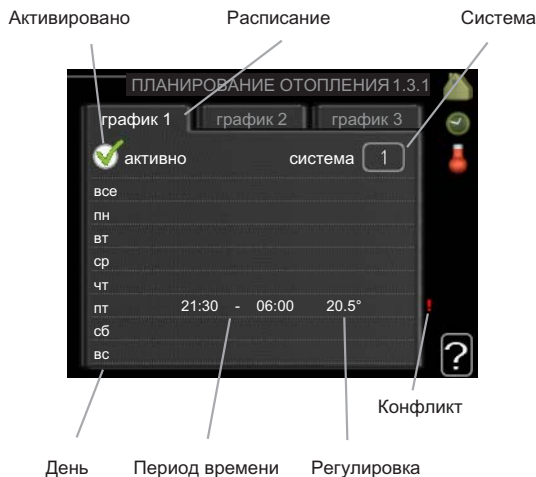 Активировано Расписание Система
ПЛАНИРОВАНИЕ ОТОПЛЕНИЯ 1.3.1
график 1 график 2 график 3
активно система 1
все
пн
вт
ср
чт
пт 21:30 - 06:00 20.5° !
сб
вс
?
Конфликт
День Период времени Регулировка